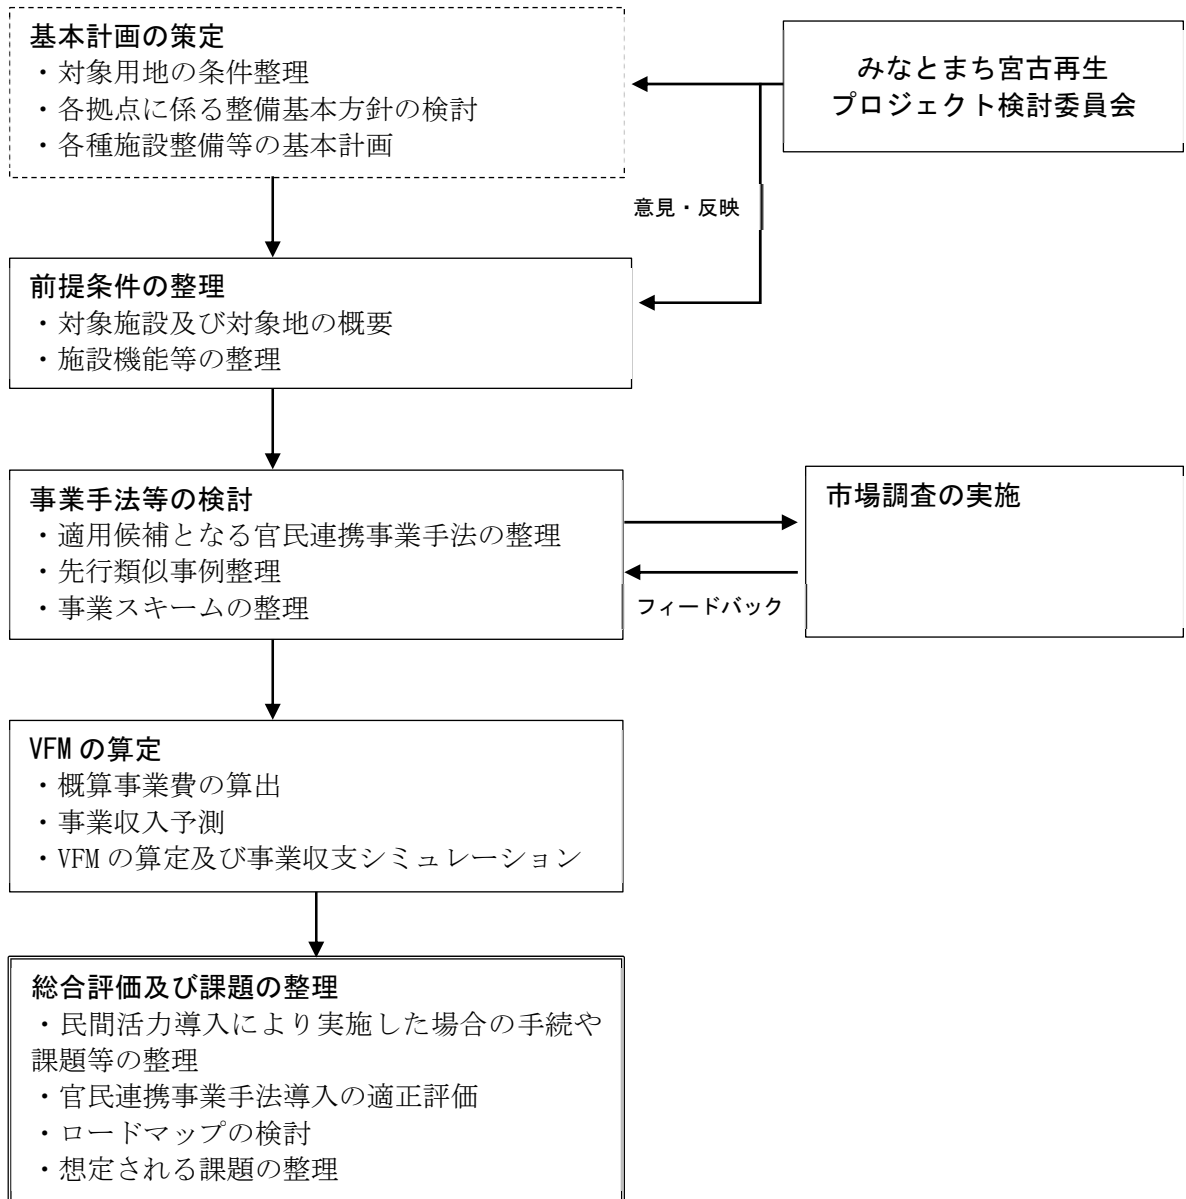 基本計画の策定
・対象用地の条件整理
・各拠点に係る整備基本方針の検討
・各種施設整備等の基本計画
みなとまち宮古再生
プロジェクト検討委員会
意見・反映
前提条件の整理
・対象施設及び対象地の概要
・施設機能等の整理
事業手法等の検討
・適用候補となる官民連携事業手法の整理
・先行類似事例整理
・事業スキームの整理
市場調査の実施
フィードバック
VFMの算定
・概算事業費の算出
・事業収入予測
・VFMの算定及び事業収支シミュレーション
総合評価及び課題の整理
・民間活力導入により実施した場合の手続や
課題等の整理
・官民連携事業手法導入の適正評価
・ロードマップの検討
・想定される課題の整理